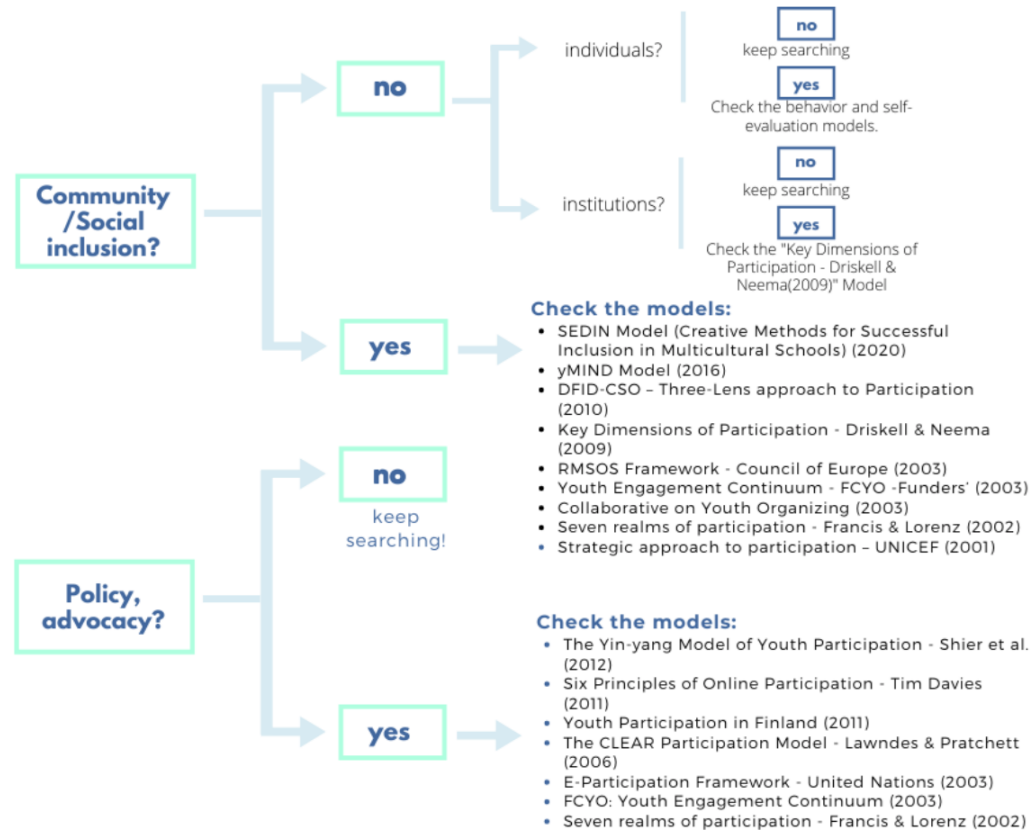 Community
/Social
inclusion?
no
individuals?
no
keep searching
yes
Check the behavior and self-
evaluation models.
institutions?
no
keep searching
yes
Check the "Key Dimensions of
Participation - Driskell &
Neema(2009)" Model
yes
Check the models:
• SEDIN Model (Creative Methods for Successful
Inclusion in Multicultural Schools) (2020)
• yMIND Model (2016)
• DFID-CSO – Three-Lens approach to Participation
(2010)
• Key Dimensions of Participation - Driskell & Neema
(2009)
• RMSOS Framework - Council of Europe (2003)
• Youth Engagement Continuum - FCYO -Funders’ (2003)
• Collaborative on Youth Organizing (2003)
• Seven realms of participation - Francis & Lorenz (2002)
• Strategic approach to participation – UNICEF (2001)
Policy,
advocacy?
no
keep
searching!
yes
Check the models:
• The Yin-yang Model of Youth Participation - Shier et al.
(2012)
• Six Principles of Online Participation - Tim Davies
(2011)
• Youth Participation in Finland (2011)
• The CLEAR Participation Model - Lawndes & Pratchett
(2006)
• E-Participation Framework - United Nations (2003)
• FCYO: Youth Engagement Continuum (2003)
• Seven realms of participation - Francis & Lorenz (2002)